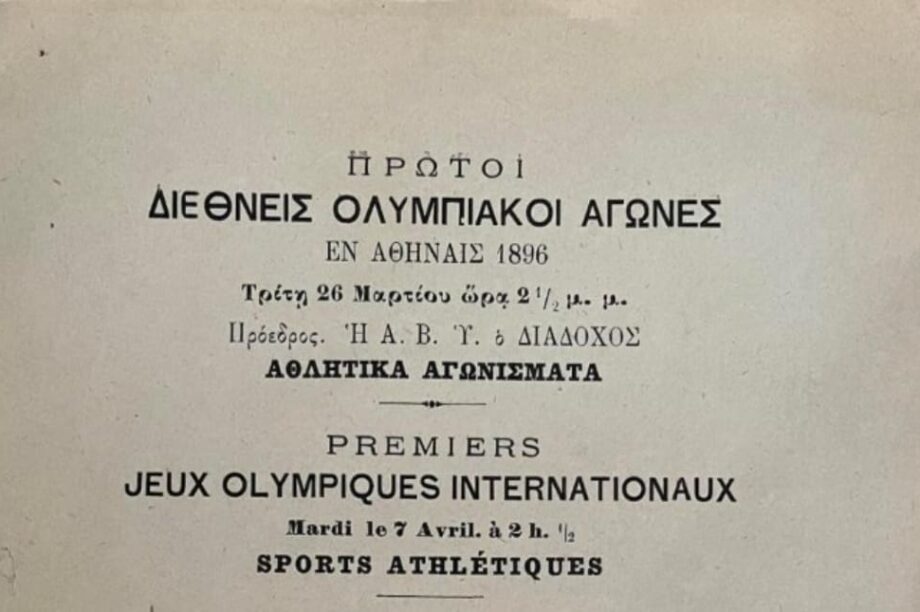 ΠΡΩΤΟΙ
ΔΙΕΘΝΕΙΣ ΟΛΥΜΠΙΑΚΟΙ ΑΓΩΝΕΣ
ΕΝ ΑΘΗΝΑΙΣ 1896
Τρίτῃ 26 Μαρτίου ὥρᾳ 2 1/2 μ. μ.
Πρόεδρος. Ἡ Α. Β. Ὑ. ὁ ΔΙΑΔΟΧΟΣ
ΑΘΛΗΤΙΚΑ ΑΓΩΝΙΣΜΑΤΑ
PREMIERS
JEUX OLYMPIQUES INTERNATIONAUX
Mardi le 7 Avril. à 2 h. 1/2
SPORTS ATHLÉTIQUES